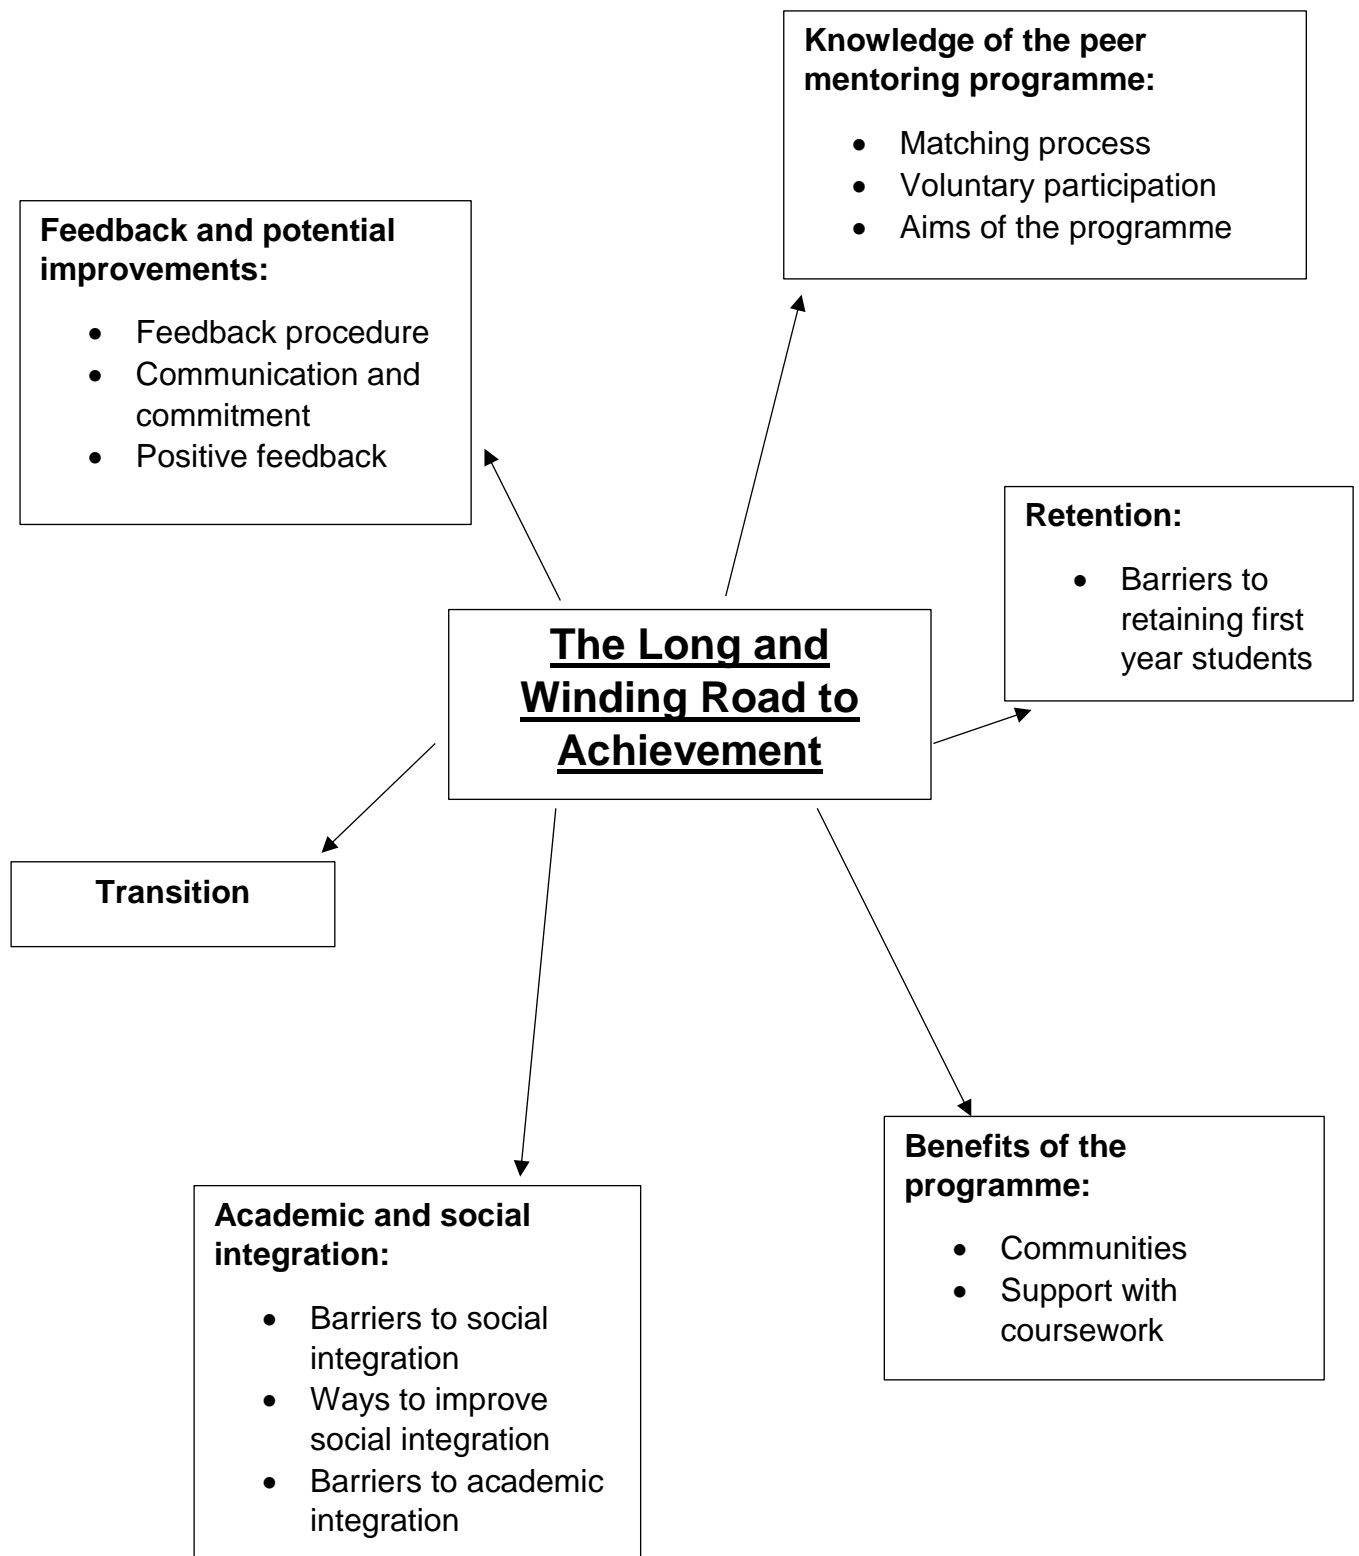 Knowledge of the peer
mentoring programme:
• Matching process
• Voluntary participation
• Aims of the programme
Feedback and potential
improvements:
• Feedback procedure
• Communication and
commitment
• Positive feedback
Retention:
• Barriers to
retaining first
year students
The Long and
Winding Road to
Achievement
Transition
Benefits of the
programme:
• Communities
• Support with
coursework
Academic and social
integration:
• Barriers to social
integration
• Ways to improve
social integration
• Barriers to academic
integration